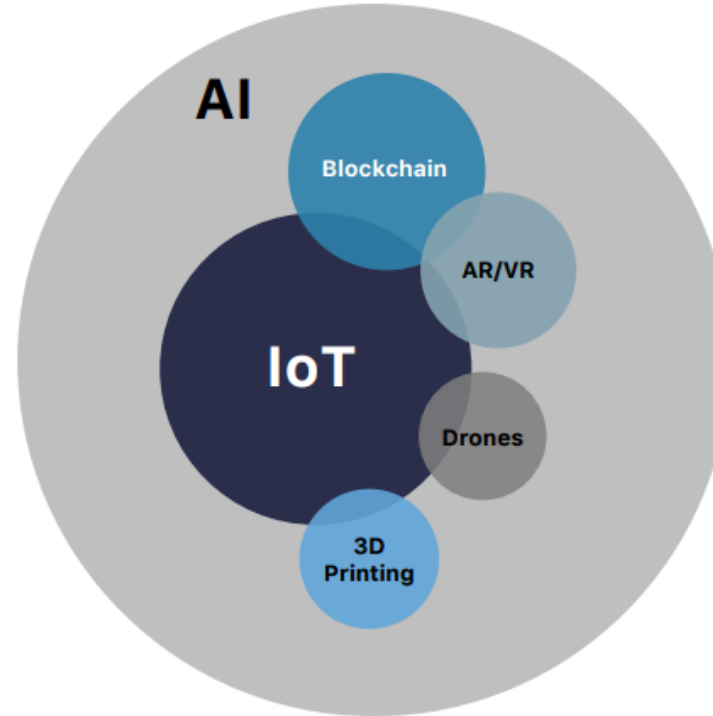 AI
Blockchain
AR/VR
IoT
Drones
3D
Printing